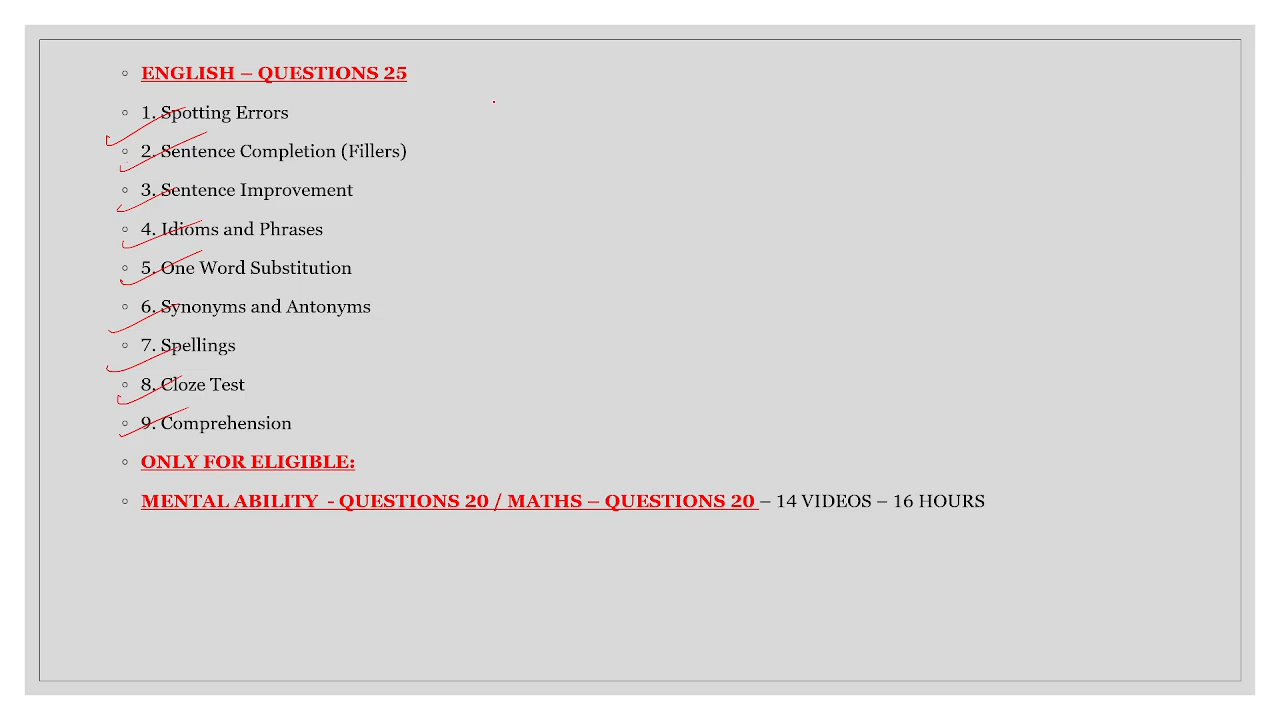 ENGLISH – QUESTIONS 25
1. Spotting Errors
2. Sentence Completion (Fillers)
3. Sentence Improvement
4. Idioms and Phrases
5. One Word Substitution
6. Synonyms and Antonyms
7. Spellings
8. Cloze Test
9. Comprehension
ONLY FOR ELIGIBLE:
MENTAL ABILITY - QUESTIONS 20 / MATHS – QUESTIONS 20 – 14 VIDEOS – 16 HOURS